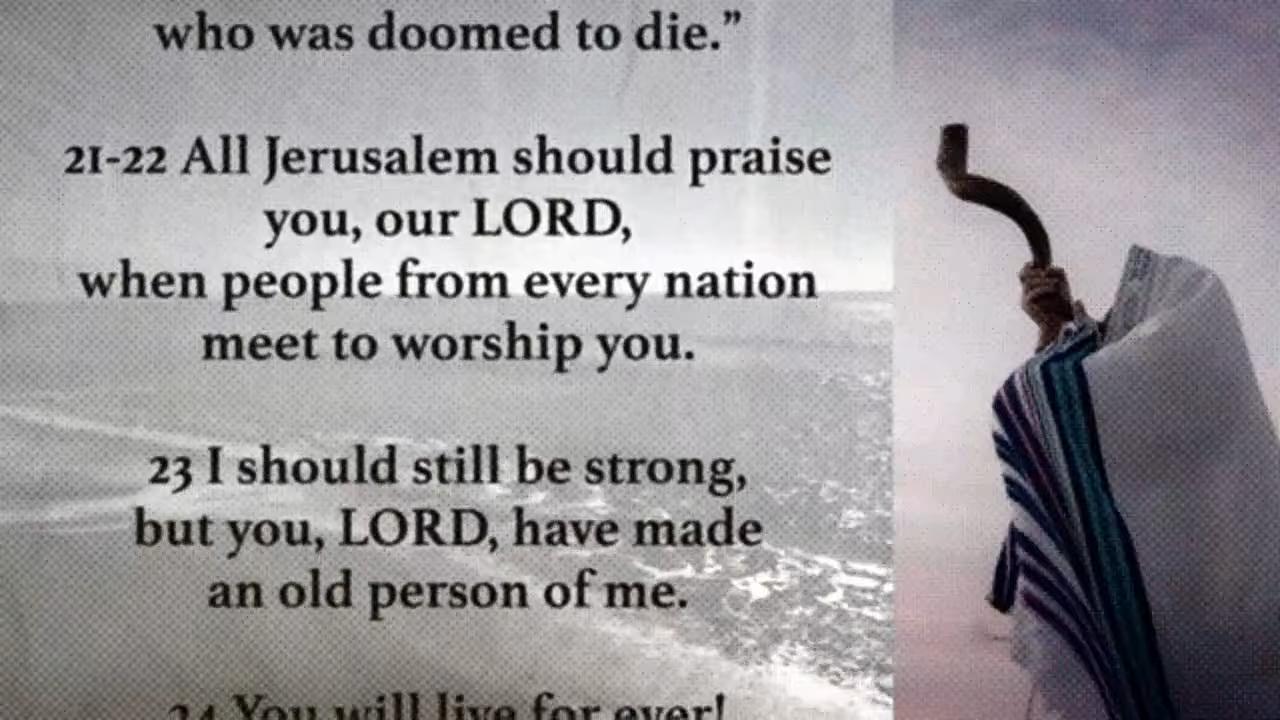 who was doomed to die.”
21-22 All Jerusalem should praise
you, our LORD,
when people from every nation
meet to worship you.
23 I should still be strong,
but you, LORD, have made
an old person of me.
24 You will live for ever!